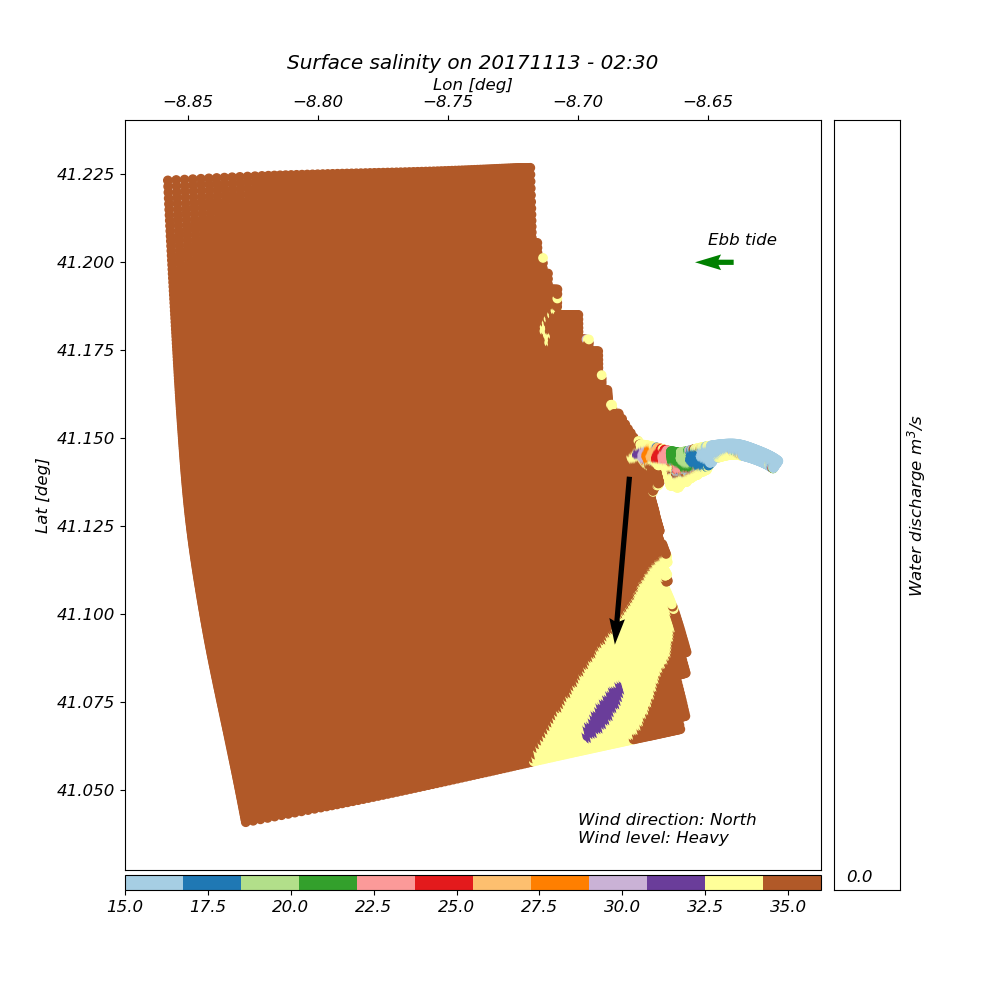 Surface salinity on 20171113 - 02:30
Lon [deg]
−8.85 −8.80 −8.75 −8.70 −8.65
41.225
41.200
41.175
41.150
41.125
41.100
41.075
41.050
Lat [deg]
Ebb tide
Wind direction: North
Wind level: Heavy
15.0 17.5 20.0 22.5 25.0 27.5 30.0 32.5 35.0
0.0
Water discharge m³/s